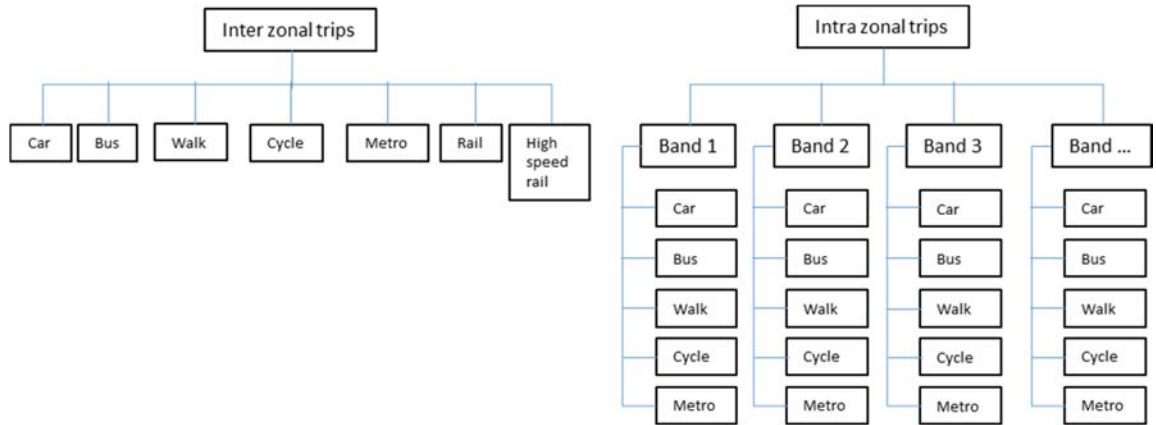 Inter zonal trips
Car
Bus
Walk
Cycle
Metro
Rail
High
speed
rail
Intra zonal trips
Band 1
Car
Bus
Walk
Cycle
Metro
Band 2
Car
Bus
Walk
Cycle
Metro
Band 3
Car
Bus
Walk
Cycle
Metro
Band ...
Car
Bus
Walk
Cycle
Metro